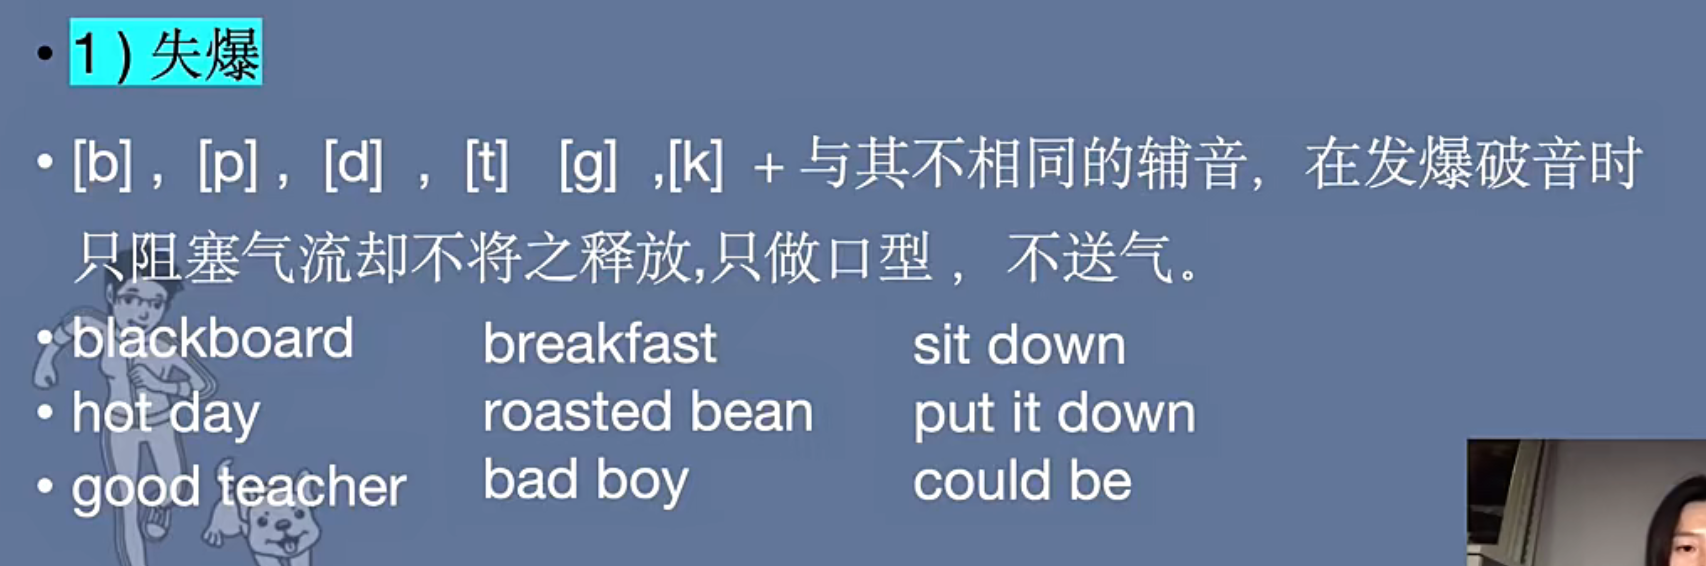 • 1 ) 失爆
• [b] ，[p] ，[d] ，[t] [g] ,[k] + 与其不相同的辅音，在发爆破音时
只阻塞气流却不将之释放,只做口型 ，不送气。
• blackboard breakfast sit down
• hot day roasted bean put it down
• good teacher bad boy could be